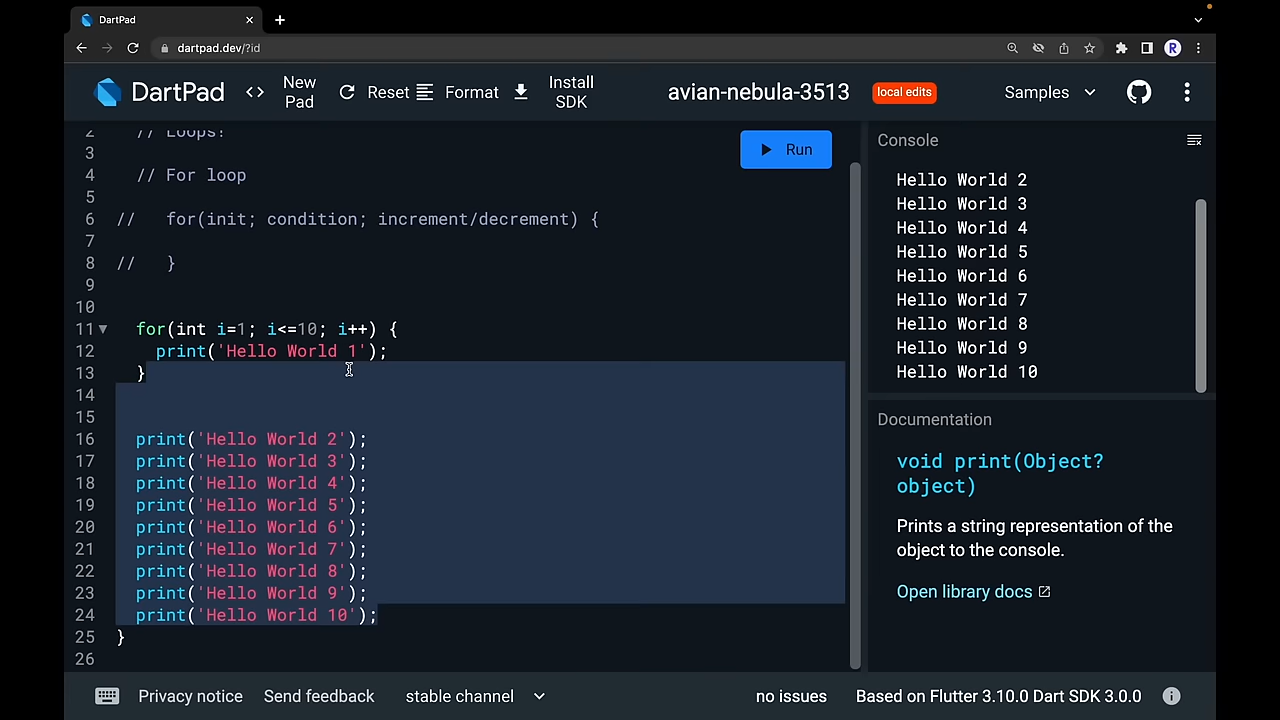 DartPad
dartpad.dev/?id
R
DartPad
<> New Pad
Reset
Format
Install SDK
avian-nebula-3513
local edits
Samples
2 // Loops!
3
4 // For loop
5
6 //   for(init; condition; increment/decrement) {
7
8 //   }
9
10
11 for(int i=1; i<=10; i++) {
12 print('Hello World 1');
13 }
14
15
16 print('Hello World 2');
17 print('Hello World 3');
18 print('Hello World 4');
19 print('Hello World 5');
20 print('Hello World 6');
21 print('Hello World 7');
22 print('Hello World 8');
23 print('Hello World 9');
24 print('Hello World 10');
25 }
26
Run
Console
Hello World 2
Hello World 3
Hello World 4
Hello World 5
Hello World 6
Hello World 7
Hello World 8
Hello World 9
Hello World 10
Documentation
void print(Object?
object)
Prints a string representation of the
object to the console.
Open library docs
Privacy notice
Send feedback
stable channel
no issues
Based on Flutter 3.10.0 Dart SDK 3.0.0